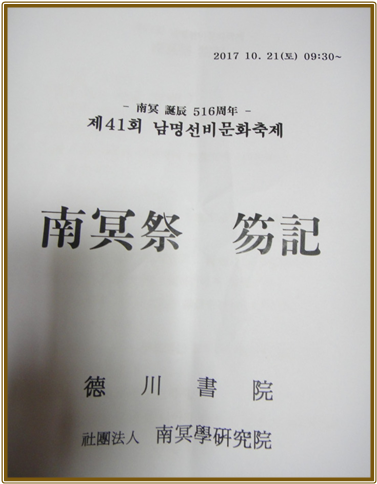 2017 10. 21(토) 09:30~
- 南冥 誕辰 516周年 -
제41회 남명선비문화축제
南冥祭 笏記
德川書院
社團法人 南冥學硏究院